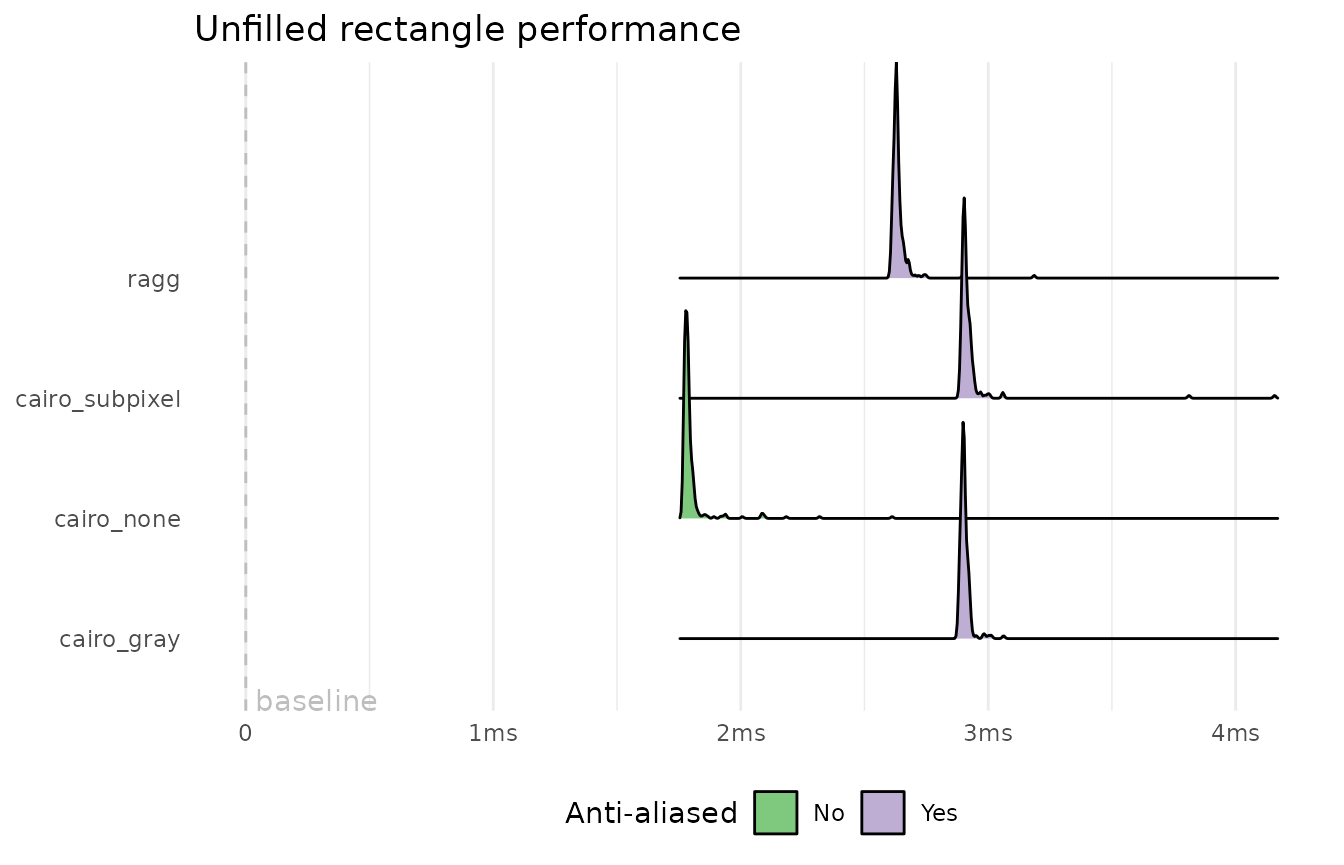 Unfilled rectangle performance
ragg
cairo_subpixel
cairo_none
cairo_gray
baseline
0 1ms 2ms 3ms 4ms
Anti-aliased No Yes